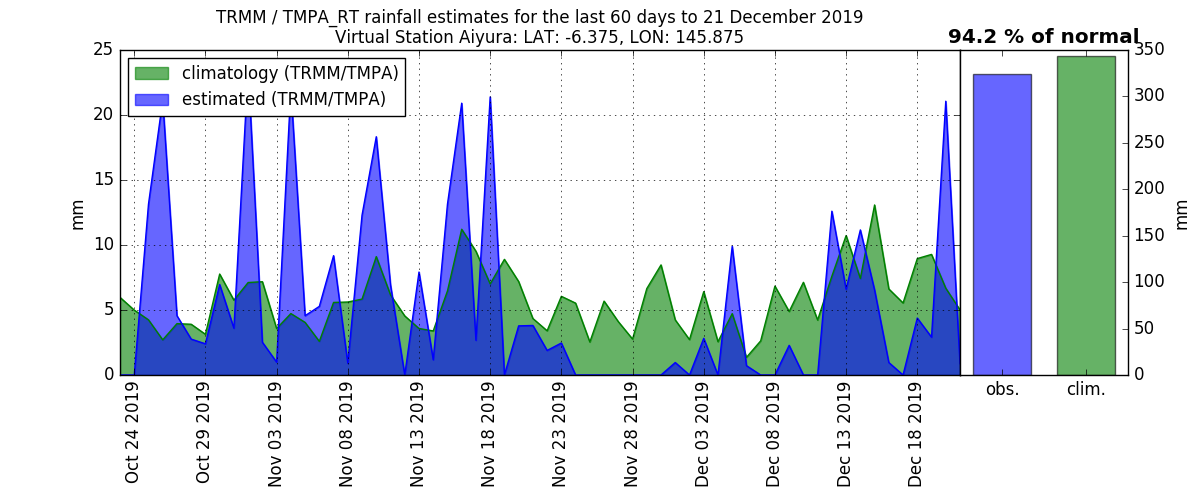 TRMM / TMPA_RT rainfall estimates for the last 60 days to 21 December 2019
Virtual Station Aiyura: LAT: -6.375, LON: 145.875
94.2 % of normal
climatology (TRMM/TMPA)
estimated (TRMM/TMPA)
25
20
15
10
5
0
mm
350
300
250
200
150
100
50
0
mm
Oct 24 2019
Oct 29 2019
Nov 03 2019
Nov 08 2019
Nov 13 2019
Nov 18 2019
Nov 23 2019
Nov 28 2019
Dec 03 2019
Dec 08 2019
Dec 13 2019
Dec 18 2019
obs.
clim.